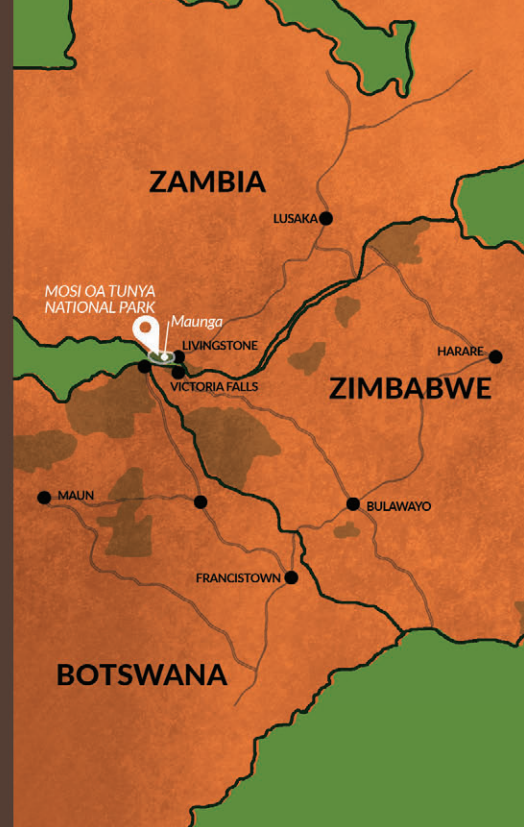 ZAMBIA
LUSAKA
MOSI OA TUNYA
NATIONAL PARK
Maunga
LIVINGSTONE
HARARE
VICTORIA FALLS
ZIMBABWE
MAUN
BULAWAYO
FRANCISTOWN
BOTSWANA